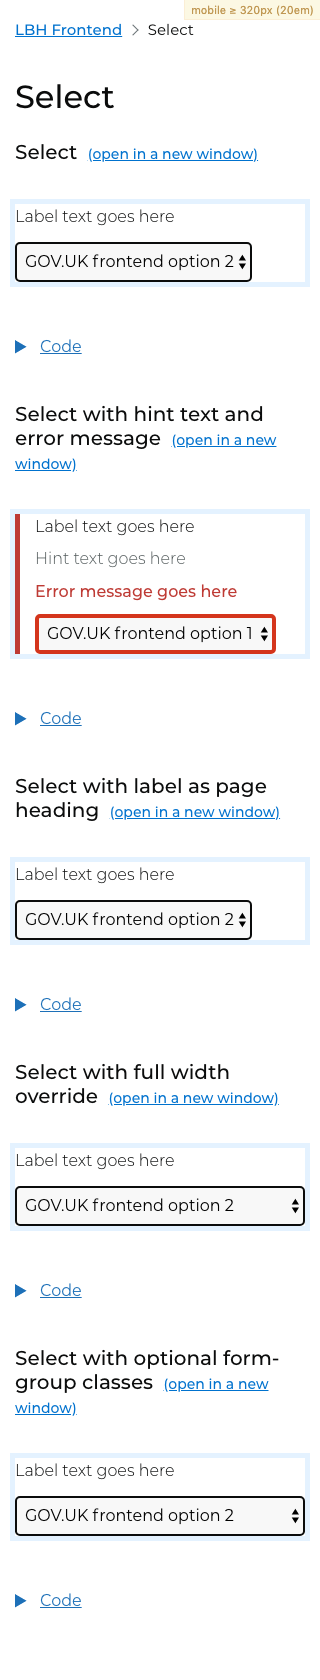 mobile ≥ 320px (20em)
LBH Frontend > Select
Select
Select (open in a new window)
Label text goes here
GOV.UK frontend option 2
Code
Select with hint text and
error message (open in a new
window)
Label text goes here
Hint text goes here
Error message goes here
GOV.UK frontend option 1
Code
Select with label as page
heading (open in a new window)
Label text goes here
GOV.UK frontend option 2
Code
Select with full width
override (open in a new window)
Label text goes here
GOV.UK frontend option 2
Code
Select with optional form-
group classes (open in a new
window)
Label text goes here
GOV.UK frontend option 2
Code